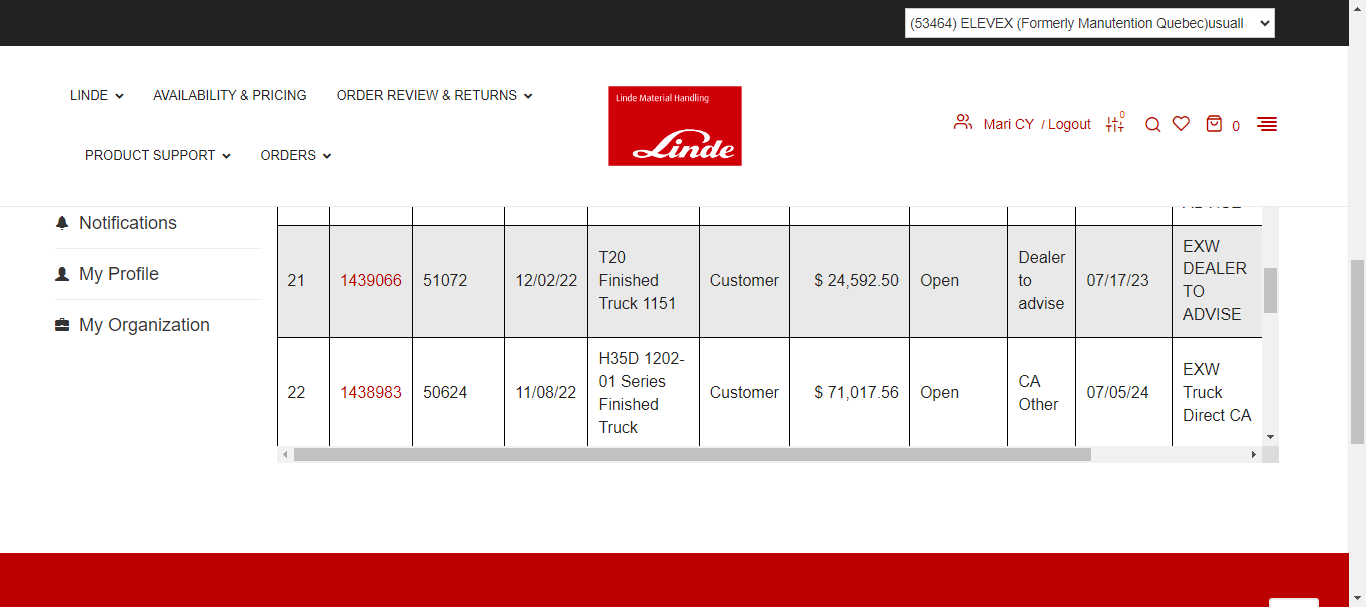 (53464) ELEVEX (Formerly Manutention Quebec)usuall
LINDE
AVAILABILITY & PRICING
ORDER REVIEW & RETURNS
Linde Material Handling
Linde
Mari CY / Logout
0
0
PRODUCT SUPPORT
ORDERS
Notifications
My Profile
My Organization
21
1439066
51072
12/02/22
T20
Finished
Truck 1151
Customer
$ 24,592.50
Open
Dealer
to
advise
07/17/23
EXW
DEALER
TO
ADVISE
22
1438983
50624
11/08/22
H35D 1202-
01 Series
Finished
Truck
Customer
$ 71,017.56
Open
CA
Other
07/05/24
EXW
Truck
Direct CA